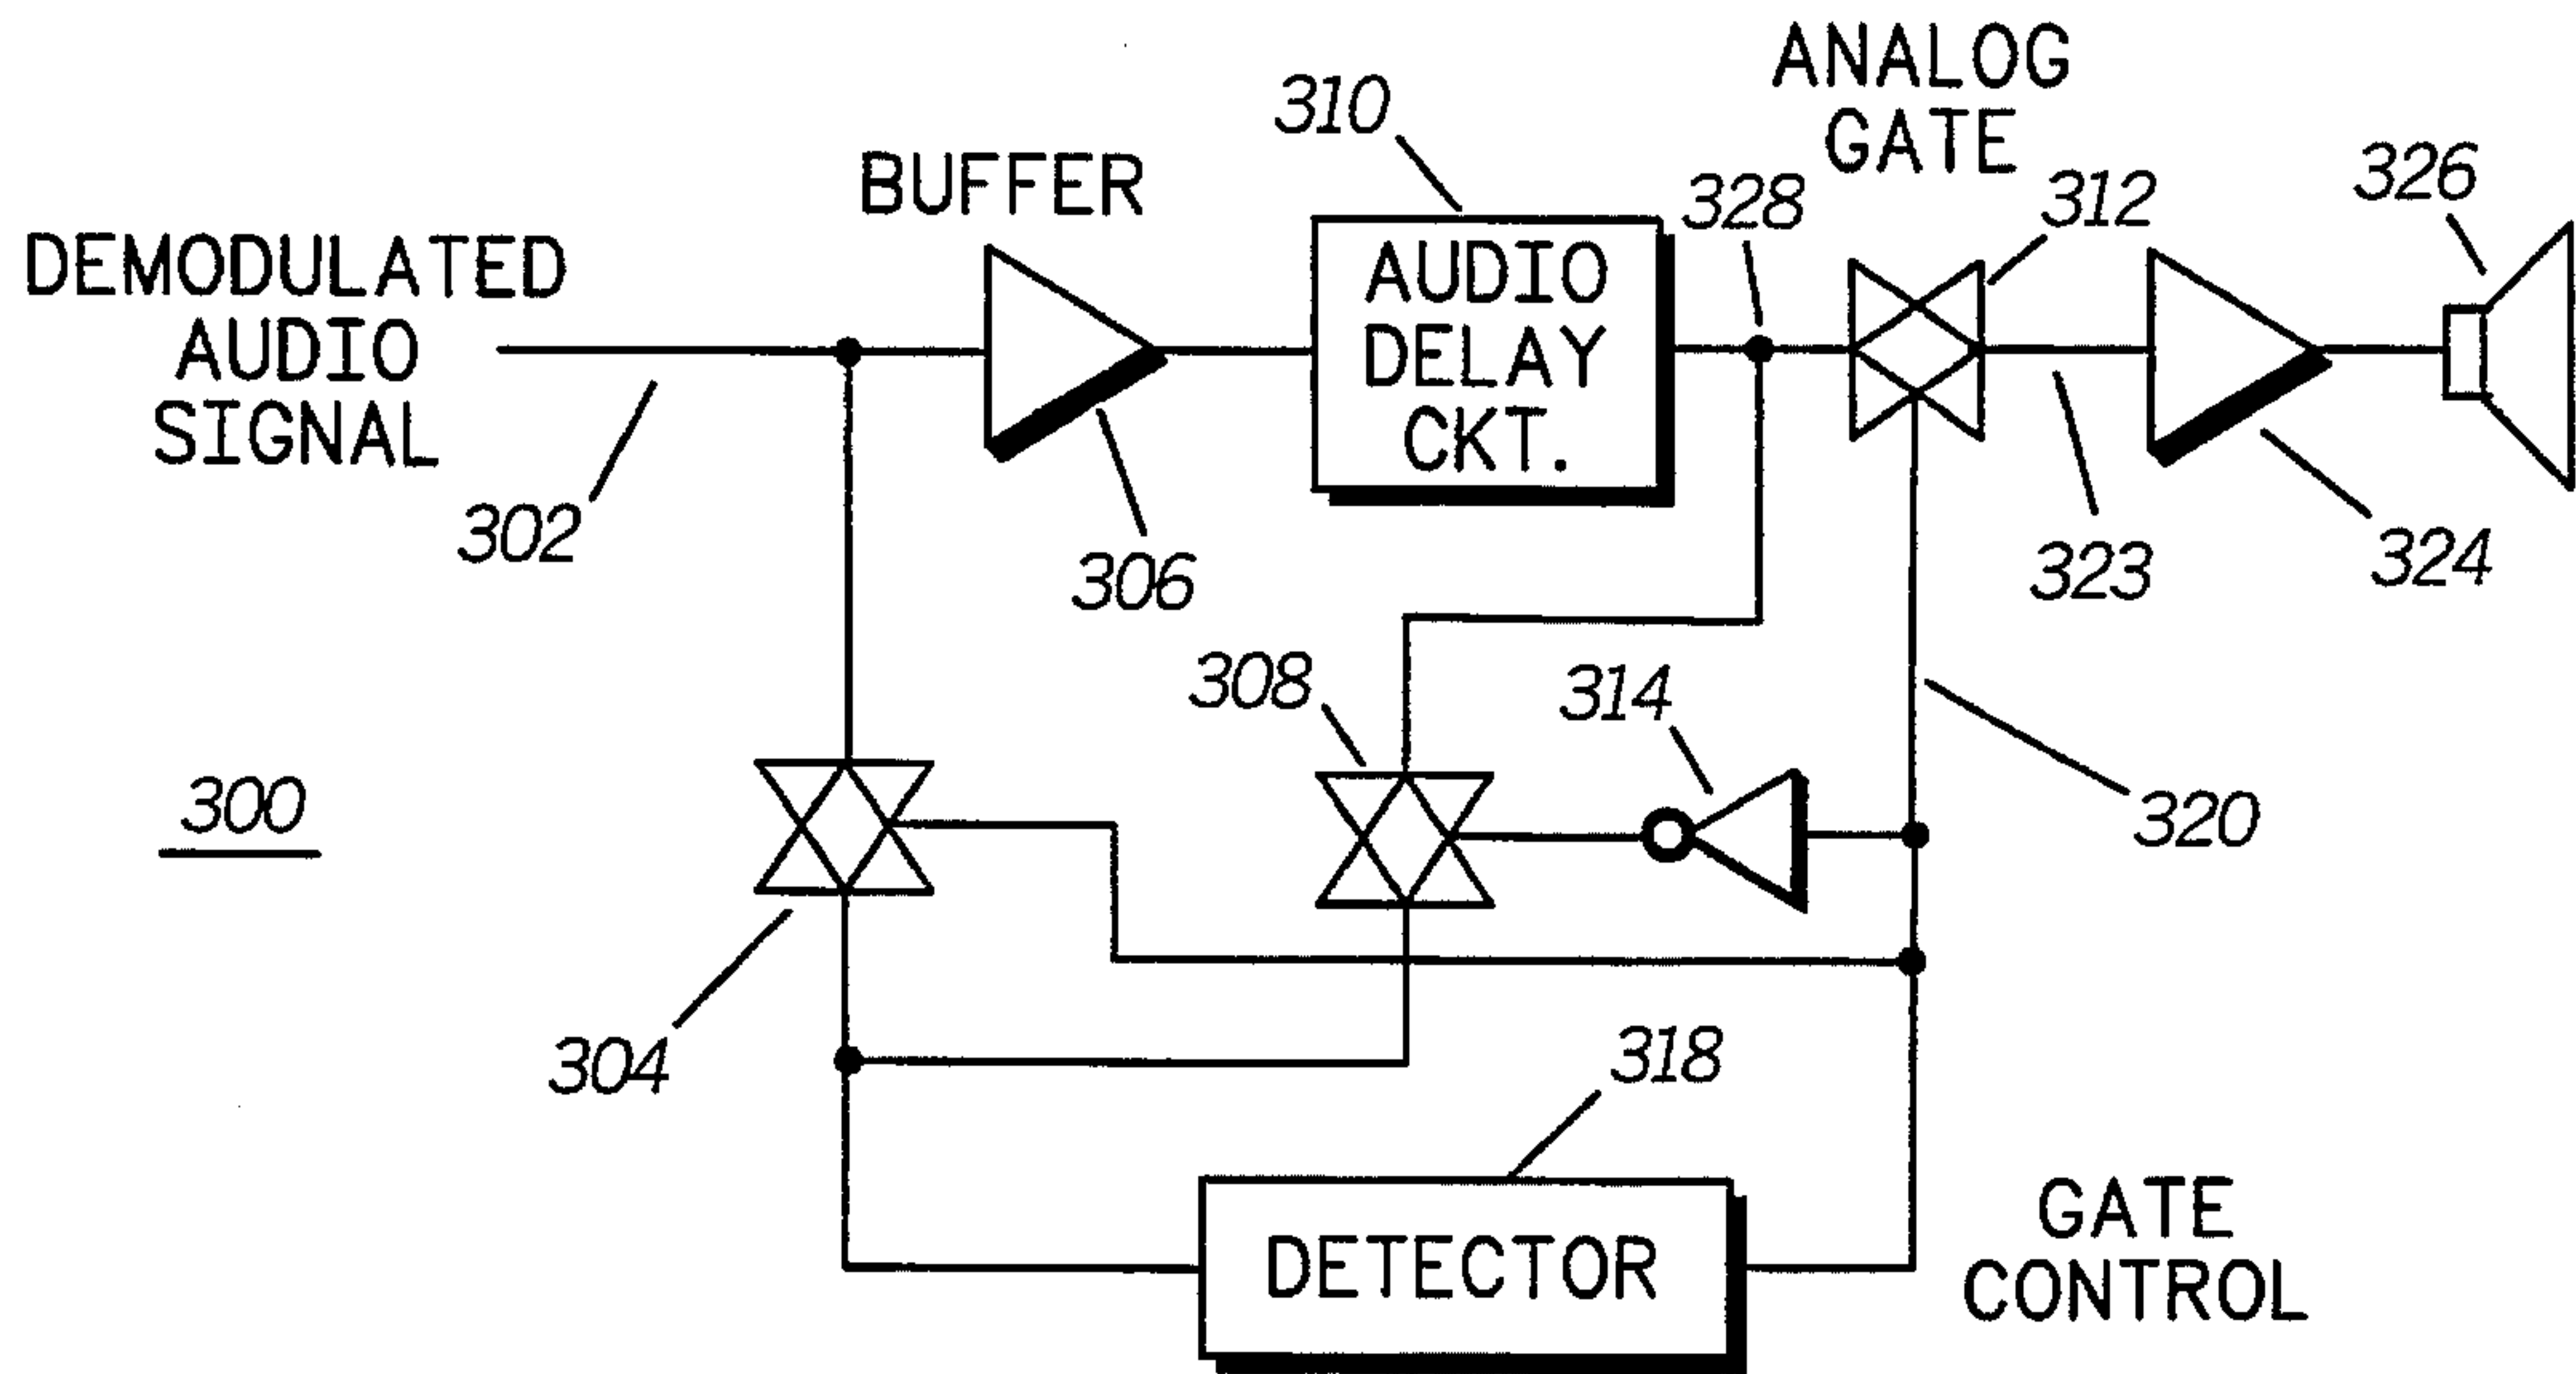 ANALOG
GATE
310
BUFFER
328
312
326
DEMODULATED
AUDIO
SIGNAL
AUDIO
DELAY
CKT.
302
306
323
324
308
314
300
320
304
318
DETECTOR
GATE
CONTROL